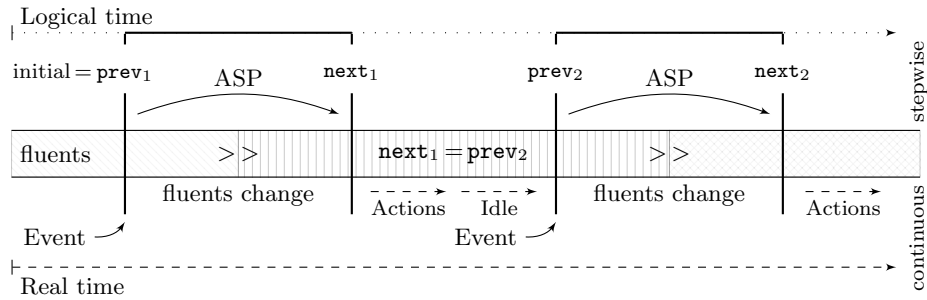 Logical time
initial = prev₁ ASP next₁ prev₂ ASP next₂
stepwise
fluents >> next₁ = prev₂ >>
fluents change fluents change
Actions Idle Actions
Event Event
continuous
Real time